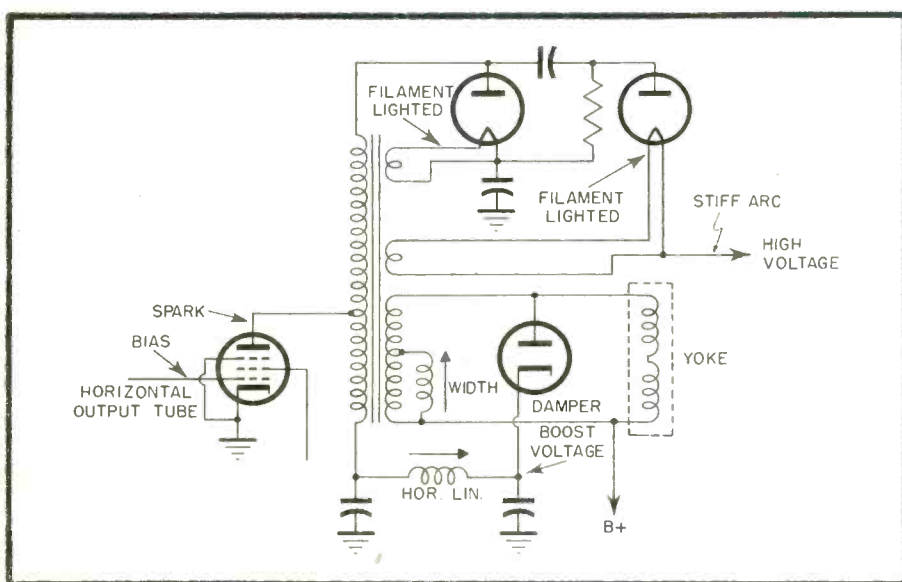 FILAMENT
LIGHTED
FILAMENT
LIGHTED
STIFF ARC
HIGH
VOLTAGE
SPARK
BIAS
HORIZONTAL
OUTPUT TUBE
WIDTH
DAMPER
YOKE
BOOST
VOLTAGE
HOR. LIN.
B+